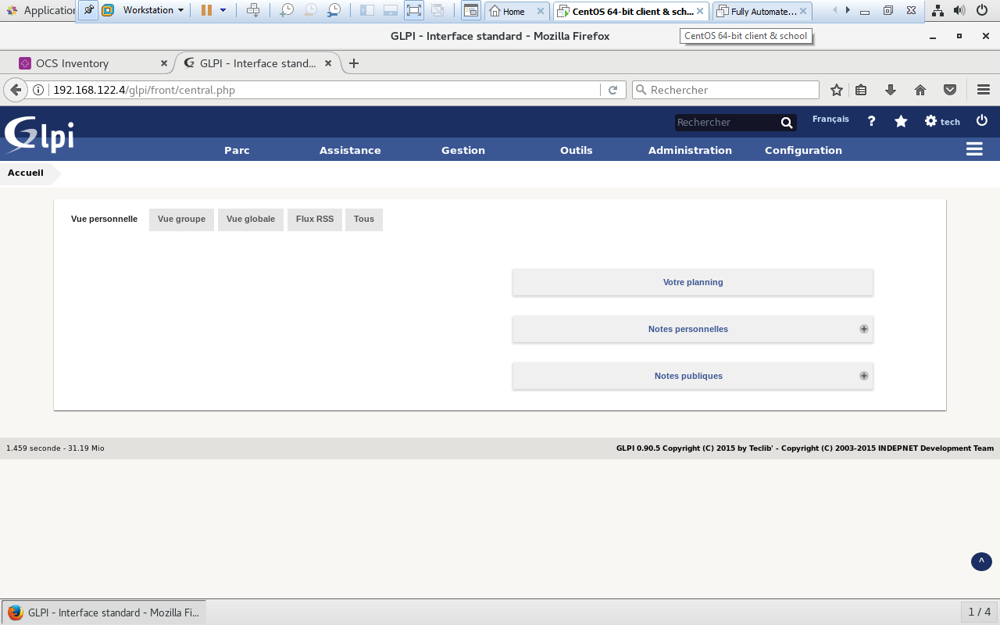 Application
Workstation
Home
CentOS 64-bit client & sch...
Fully Automate...
GLPI - Interface standard - Mozilla Firefox
CentOS 64-bit client & school
OCS Inventory
GLPI - Interface stand...
192.168.122.4/glpi/front/central.php
Rechercher
Glpi
Rechercher
Français
?
tech
Parc
Assistance
Gestion
Outils
Administration
Configuration
Accueil
Vue personnelle
Vue groupe
Vue globale
Flux RSS
Tous
Votre planning
Notes personnelles
Notes publiques
1.459 seconde - 31.19 Mio
GLPI 0.90.5 Copyright (C) 2015 by Teclib' - Copyright (C) 2003-2015 INDEPNET Development Team
^
GLPI - Interface standard - Mozilla Fi...
1 / 4